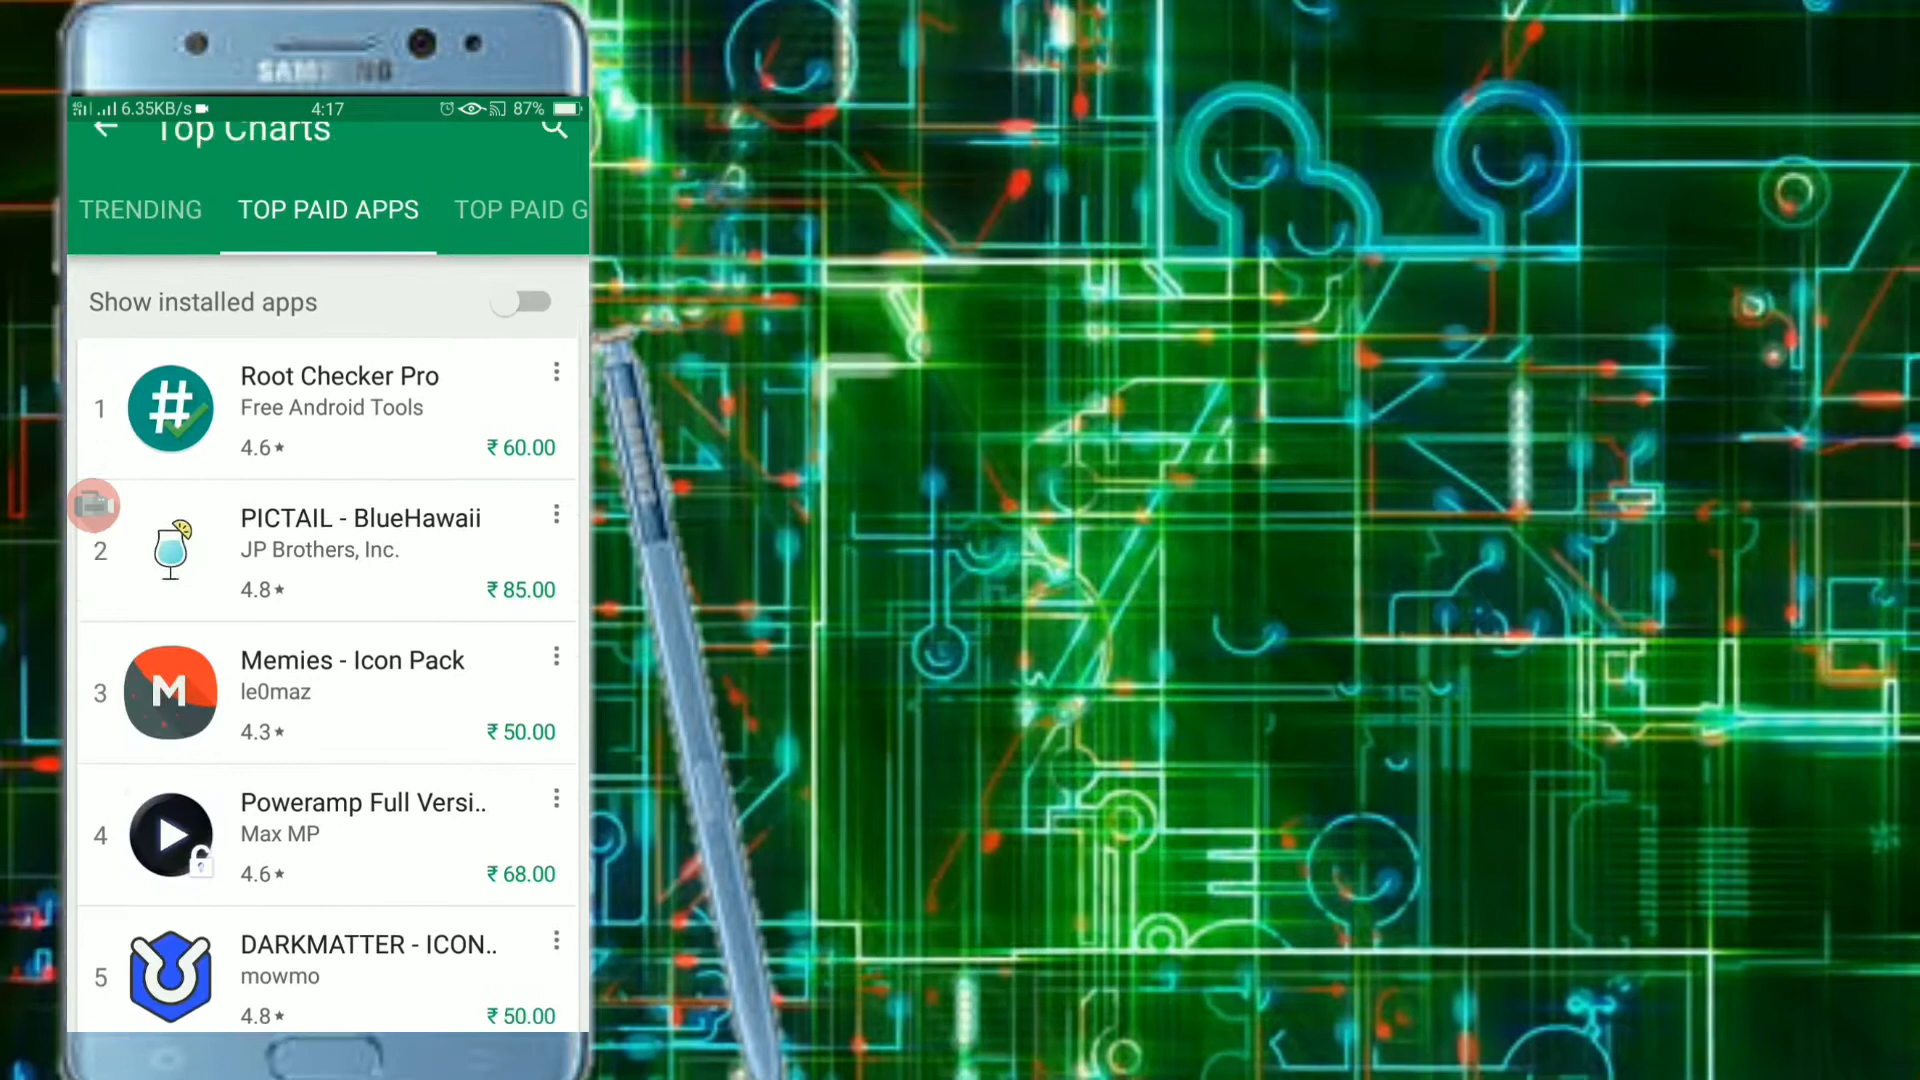 SAMSUNG
6.35KB/s 4:17 87%
Top Charts
TRENDING TOP PAID APPS TOP PAID G
Show installed apps
1 Root Checker Pro
Free Android Tools
4.6★ ₹ 60.00
2 PICTAIL - BlueHawaii
JP Brothers, Inc.
4.8★ ₹ 85.00
3 M Memies - Icon Pack
le0maz
4.3★ ₹ 50.00
4 Poweramp Full Versi..
Max MP
4.6★ ₹ 68.00
5 DARKMATTER - ICON..
mowmo
4.8★ ₹ 50.00